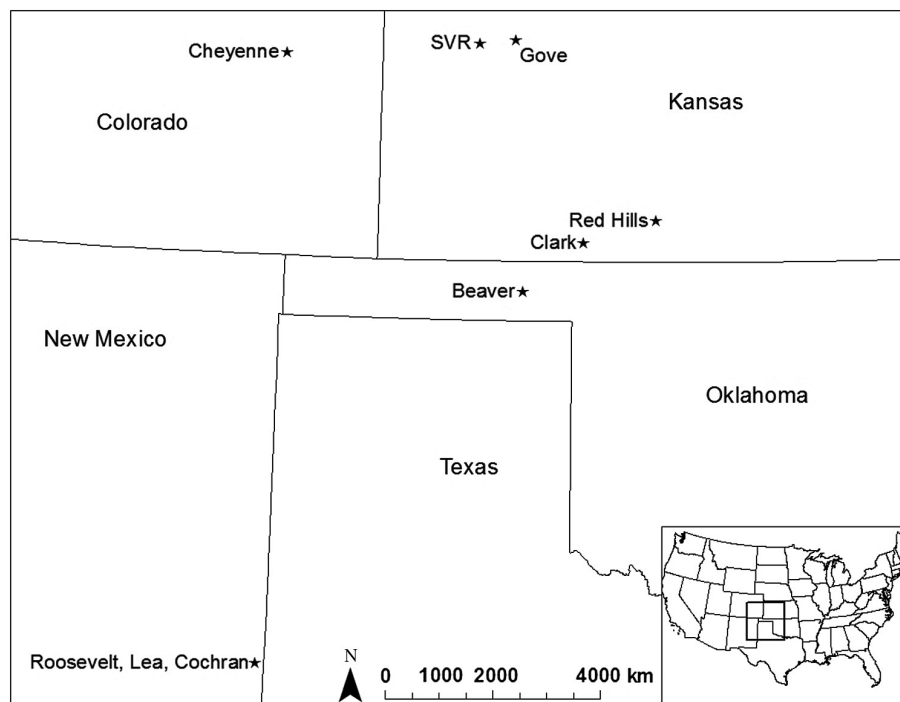 SVR
Gove
Cheyenne
Kansas
Colorado
Red Hills
Clark
Beaver
New Mexico
Oklahoma
Texas
Roosevelt, Lea, Cochran
N
0 1000 2000 4000 km